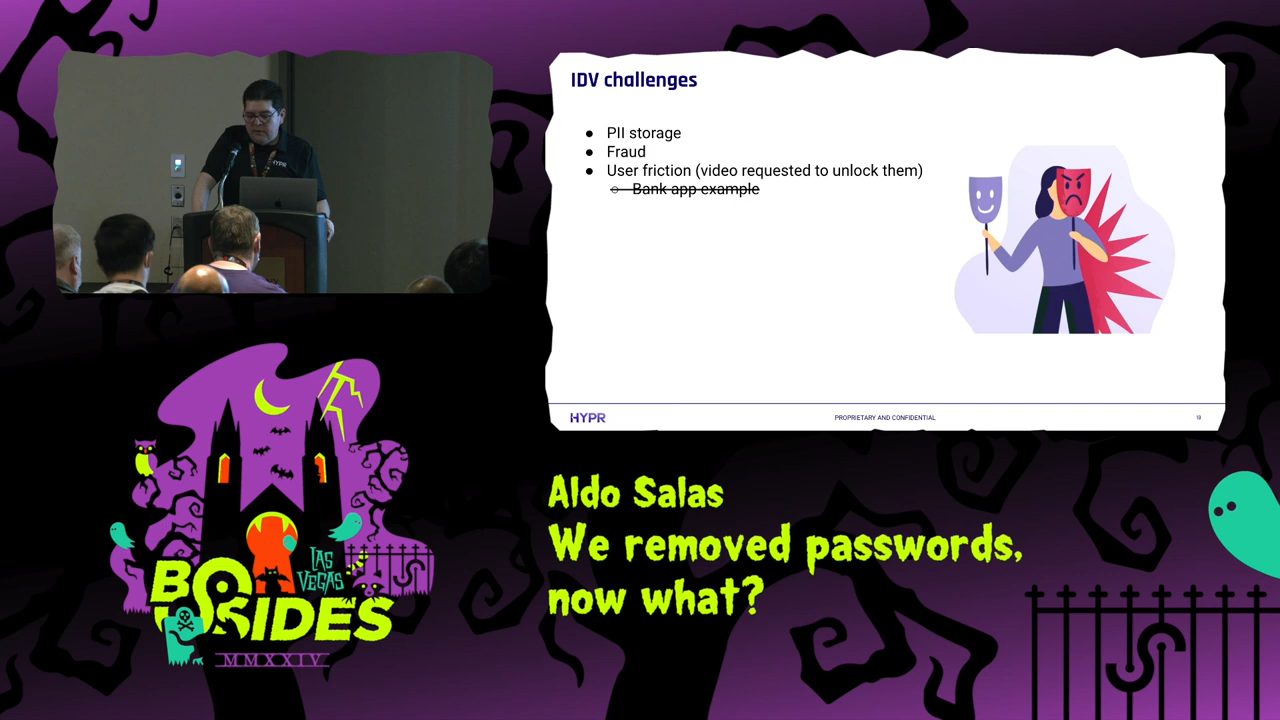 HYPR
IDV challenges
● PII storage
● Fraud
● User friction (video requested to unlock them)
○ Bank app example
HYPR
PROPRIETARY AND CONFIDENTIAL
Aldo Salas
We removed passwords,
now what?
LAS
VEGAS
BSIDES
MMXXIV